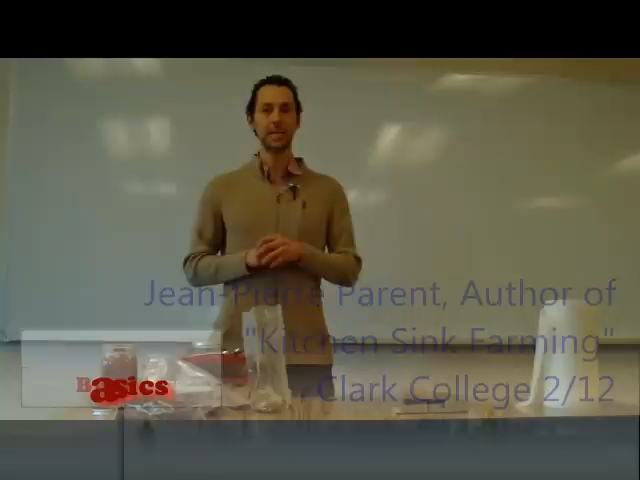 Jean-Pierre Parent, Author of
"Kitchen Sink Farming"
Clark College 2/12
Basics